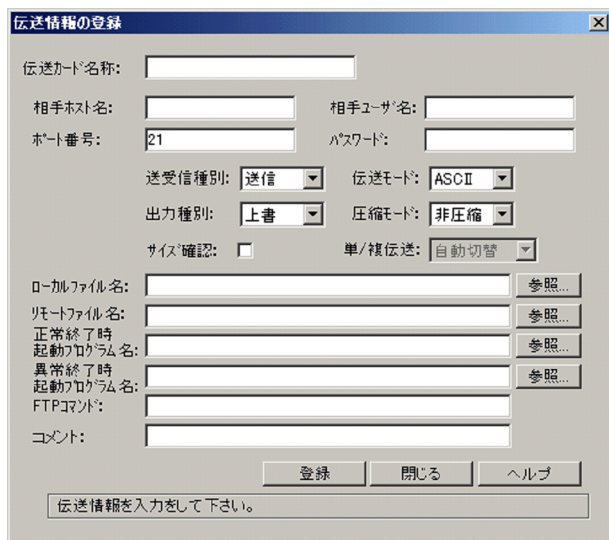 伝送情報の登録
伝送カード名称:
相手ホスト名: 相手ユーザ名:
ポート番号: 21 パスワード:
送受信種別: 送信 伝送モード: ASCII
出力種別: 上書 圧縮モード: 非圧縮
サイズ確認: 単/複伝送: 自動切替
ローカルファイル名: 参照...
リモートファイル名: 参照...
正常終了時
起動プログラム名: 参照...
異常終了時
起動プログラム名: 参照...
FTPコマンド:
コメント:
登録 閉じる ヘルプ
伝送情報を入力をして下さい。